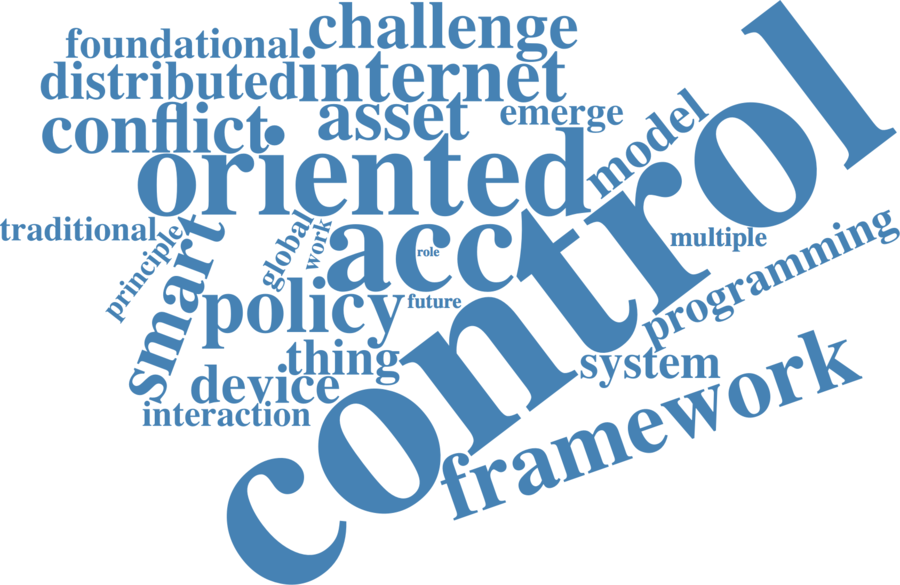 challenge
foundational
distributed
internet
conflict
asset
emerge
oriented
model
control
traditional
principle
smart
global
work
acc
role
multiple
programming
policy
future
thing
system
device
interaction
framework